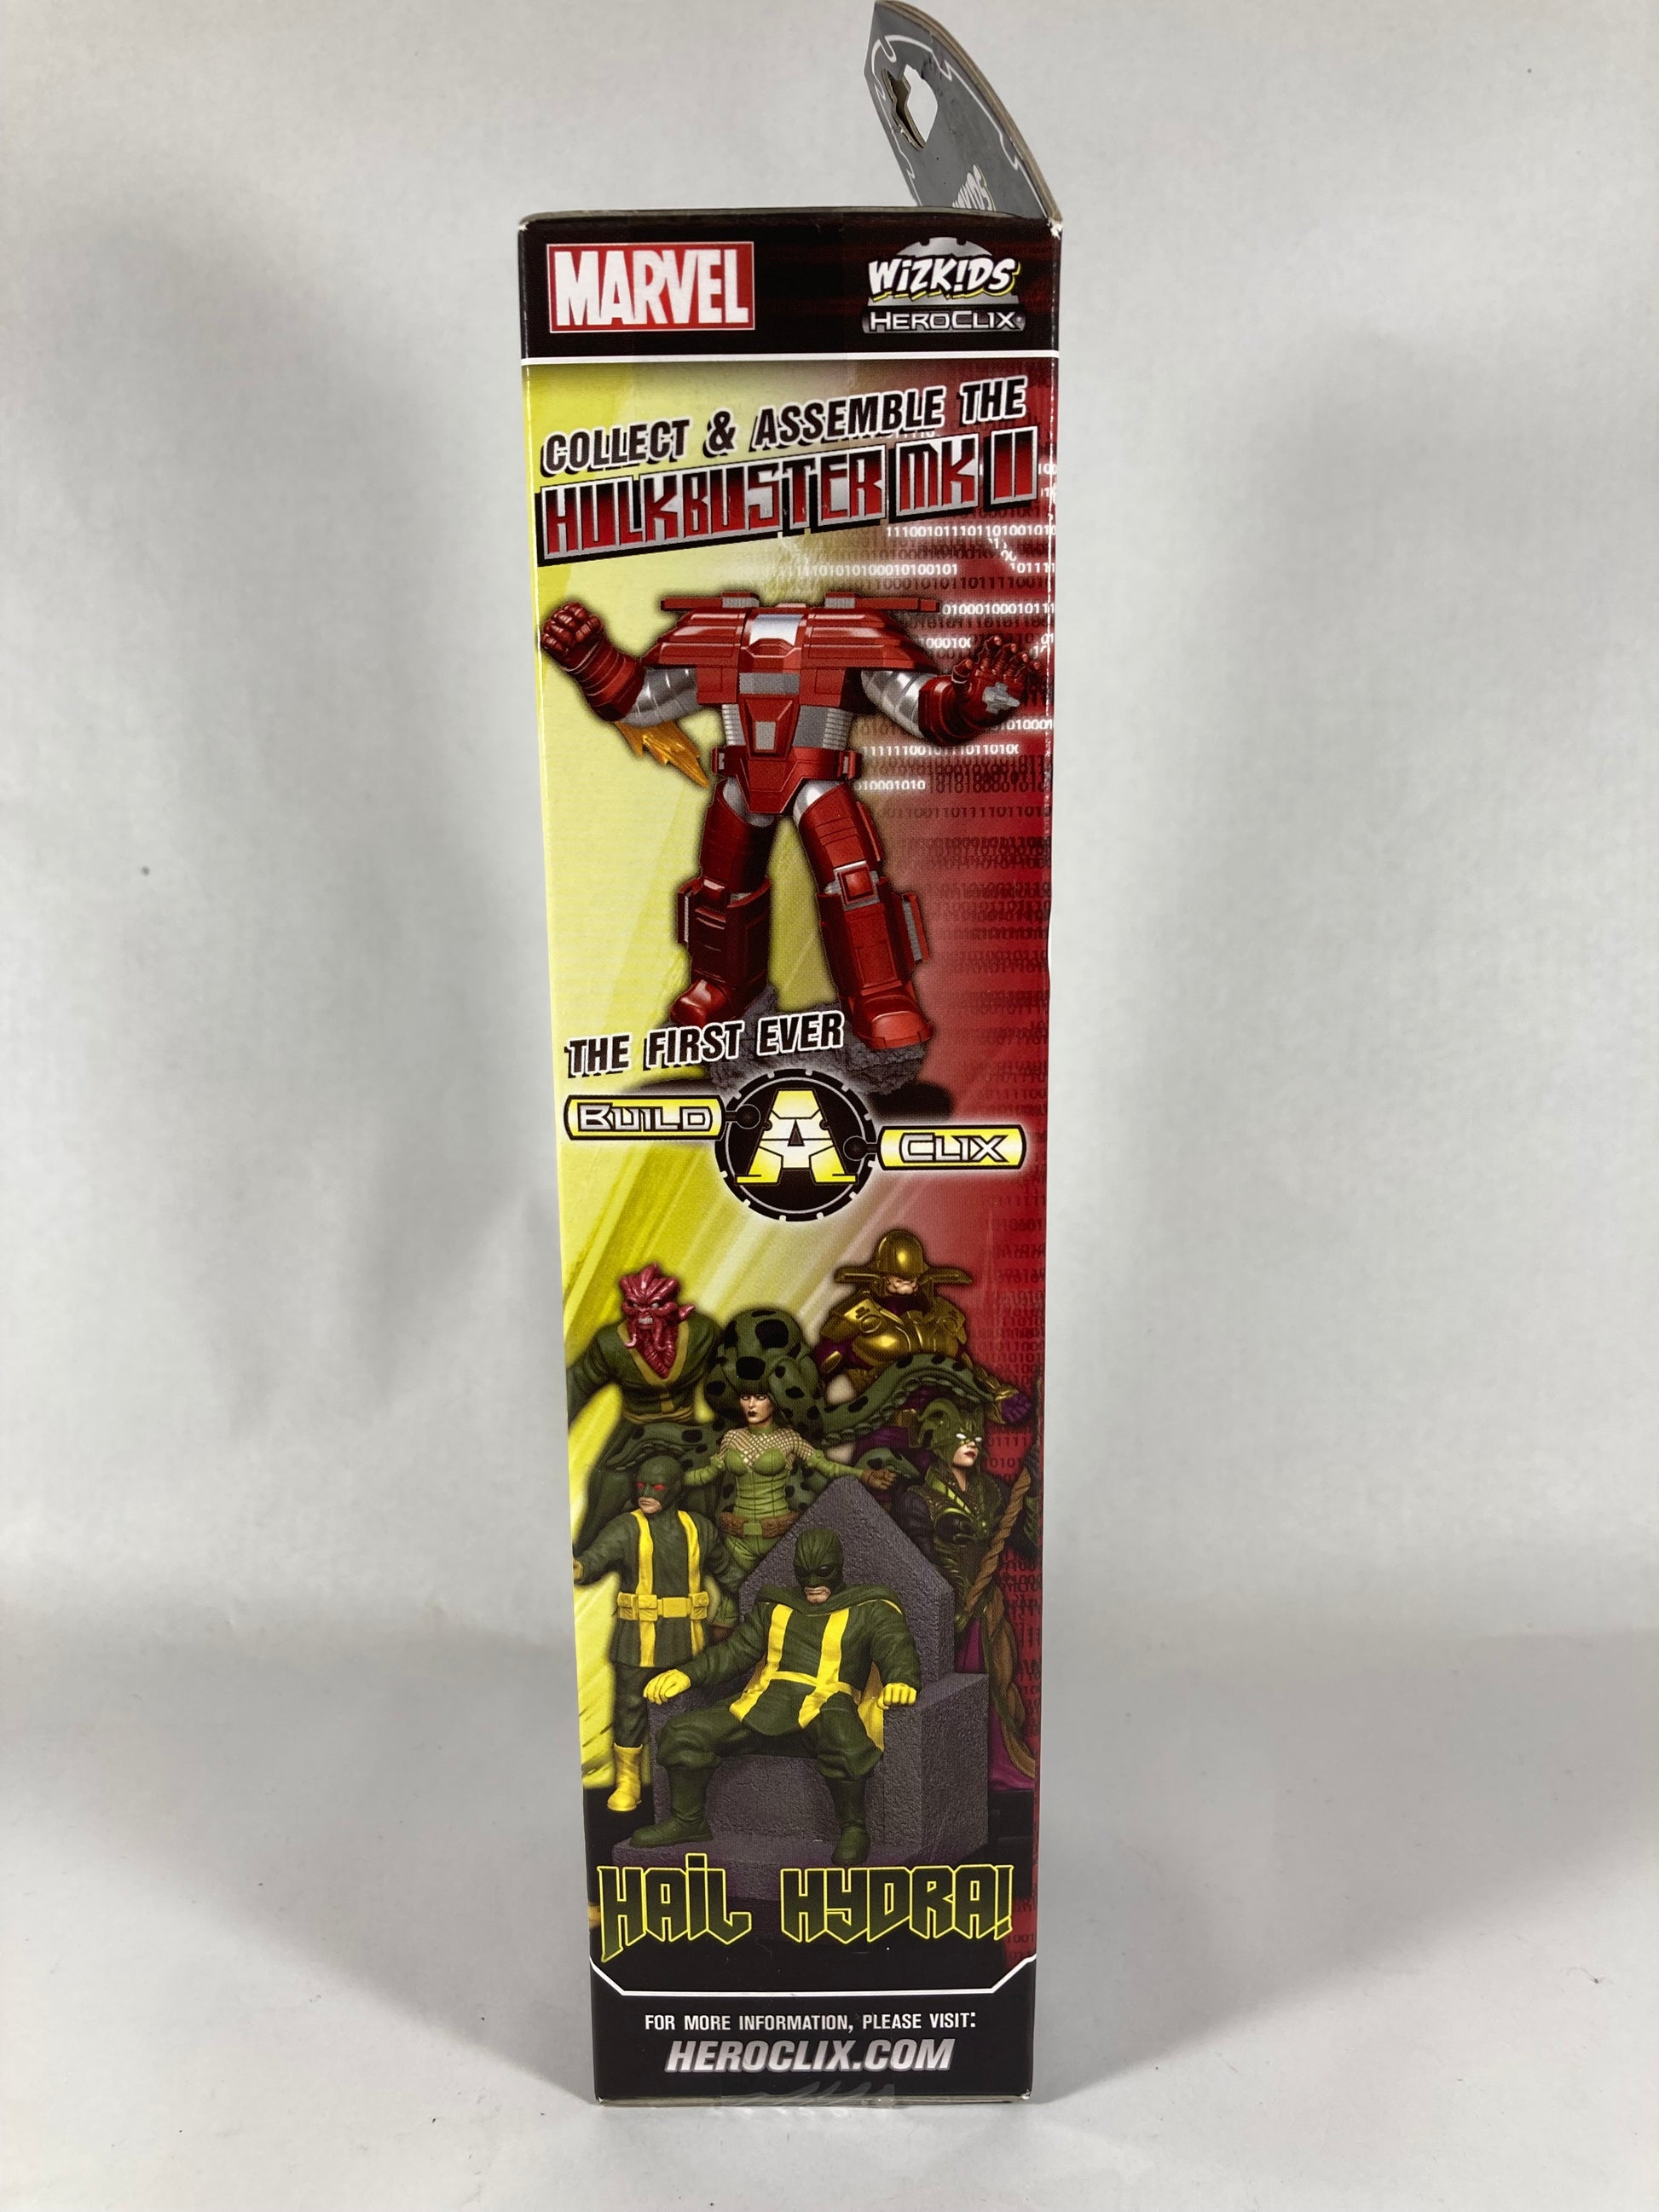 MARVEL
WIZKIDS
HEROCLIX
COLLECT & ASSEMBLE THE
HULKBUSTER MK II
THE FIRST EVER
BUILD A CLIX
HAIL HYDRA!
FOR MORE INFORMATION, PLEASE VISIT:
HEROCLIX.COM